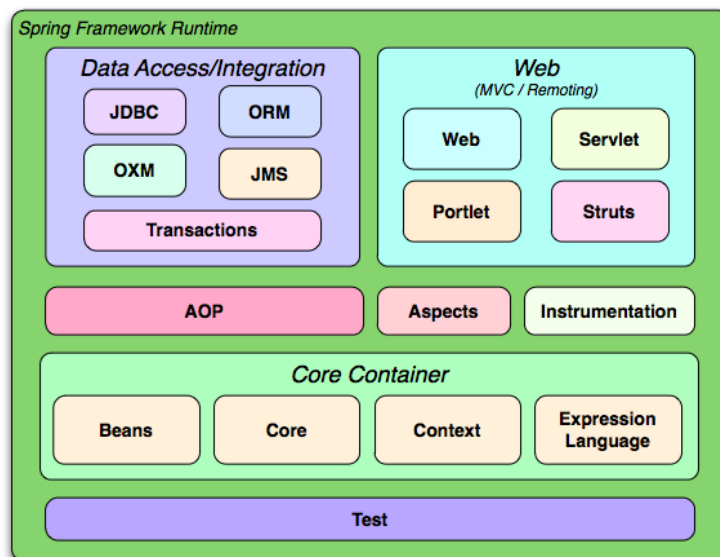 Spring Framework Runtime
Data Access/Integration
JDBC
ORM
OXM
JMS
Transactions
Web
(MVC / Remoting)
Web
Servlet
Portlet
Struts
AOP
Aspects
Instrumentation
Core Container
Beans
Core
Context
Expression
Language
Test